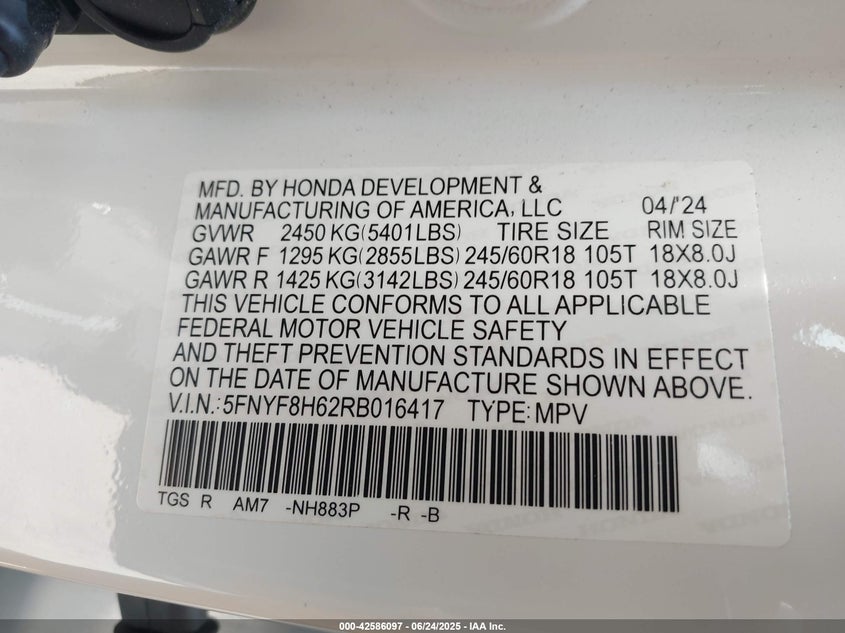 MFD. BY HONDA DEVELOPMENT &
MANUFACTURING OF AMERICA, LLC 04/'24
GVWR 2450 KG(5401LBS) TIRE SIZE RIM SIZE
GAWR F 1295 KG(2855LBS) 245/60R18 105T 18X8.0J
GAWR R 1425 KG(3142LBS) 245/60R18 105T 18X8.0J
THIS VEHICLE CONFORMS TO ALL APPLICABLE
FEDERAL MOTOR VEHICLE SAFETY
AND THEFT PREVENTION STANDARDS IN EFFECT
ON THE DATE OF MANUFACTURE SHOWN ABOVE.
V.I.N.:5FNYF8H62RB016417 TYPE:MPV
TGS R AM7 -NH883P -R -B
000-42586097 - 06/24/2025 - IAA Inc.